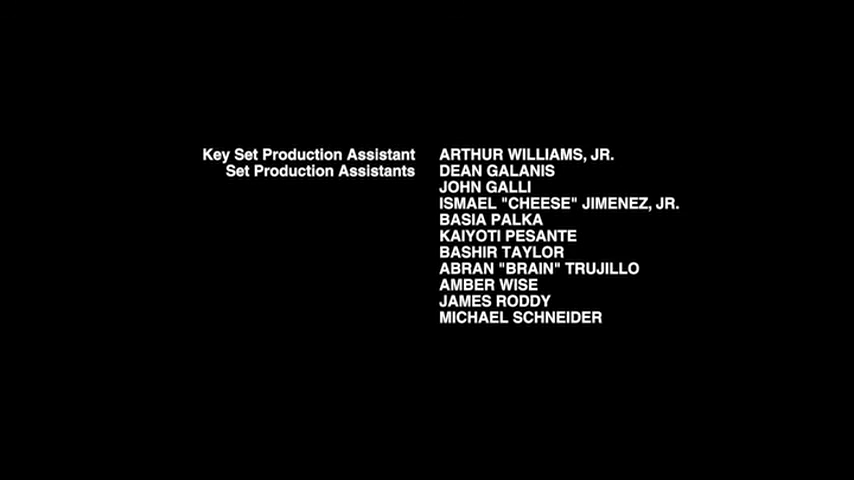 Key Set Production Assistant ARTHUR WILLIAMS, JR.
Set Production Assistants DEAN GALANIS
JOHN GALLI
ISMAEL "CHEESE" JIMENEZ, JR.
BASIA PALKA
KAIYOTI PESANTE
BASHIR TAYLOR
ABRAN "BRAIN" TRUJILLO
AMBER WISE
JAMES RODDY
MICHAEL SCHNEIDER